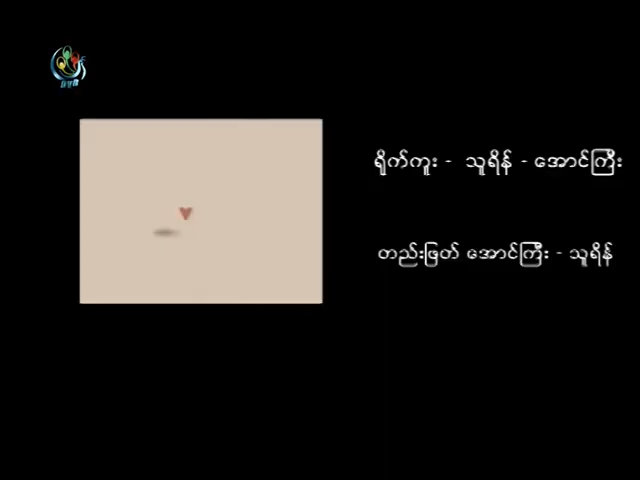 ရိုက်ကူး - သူရိန် - အောင်ကြီး
တည်းဖြတ် အောင်ကြီး - သူရိန်